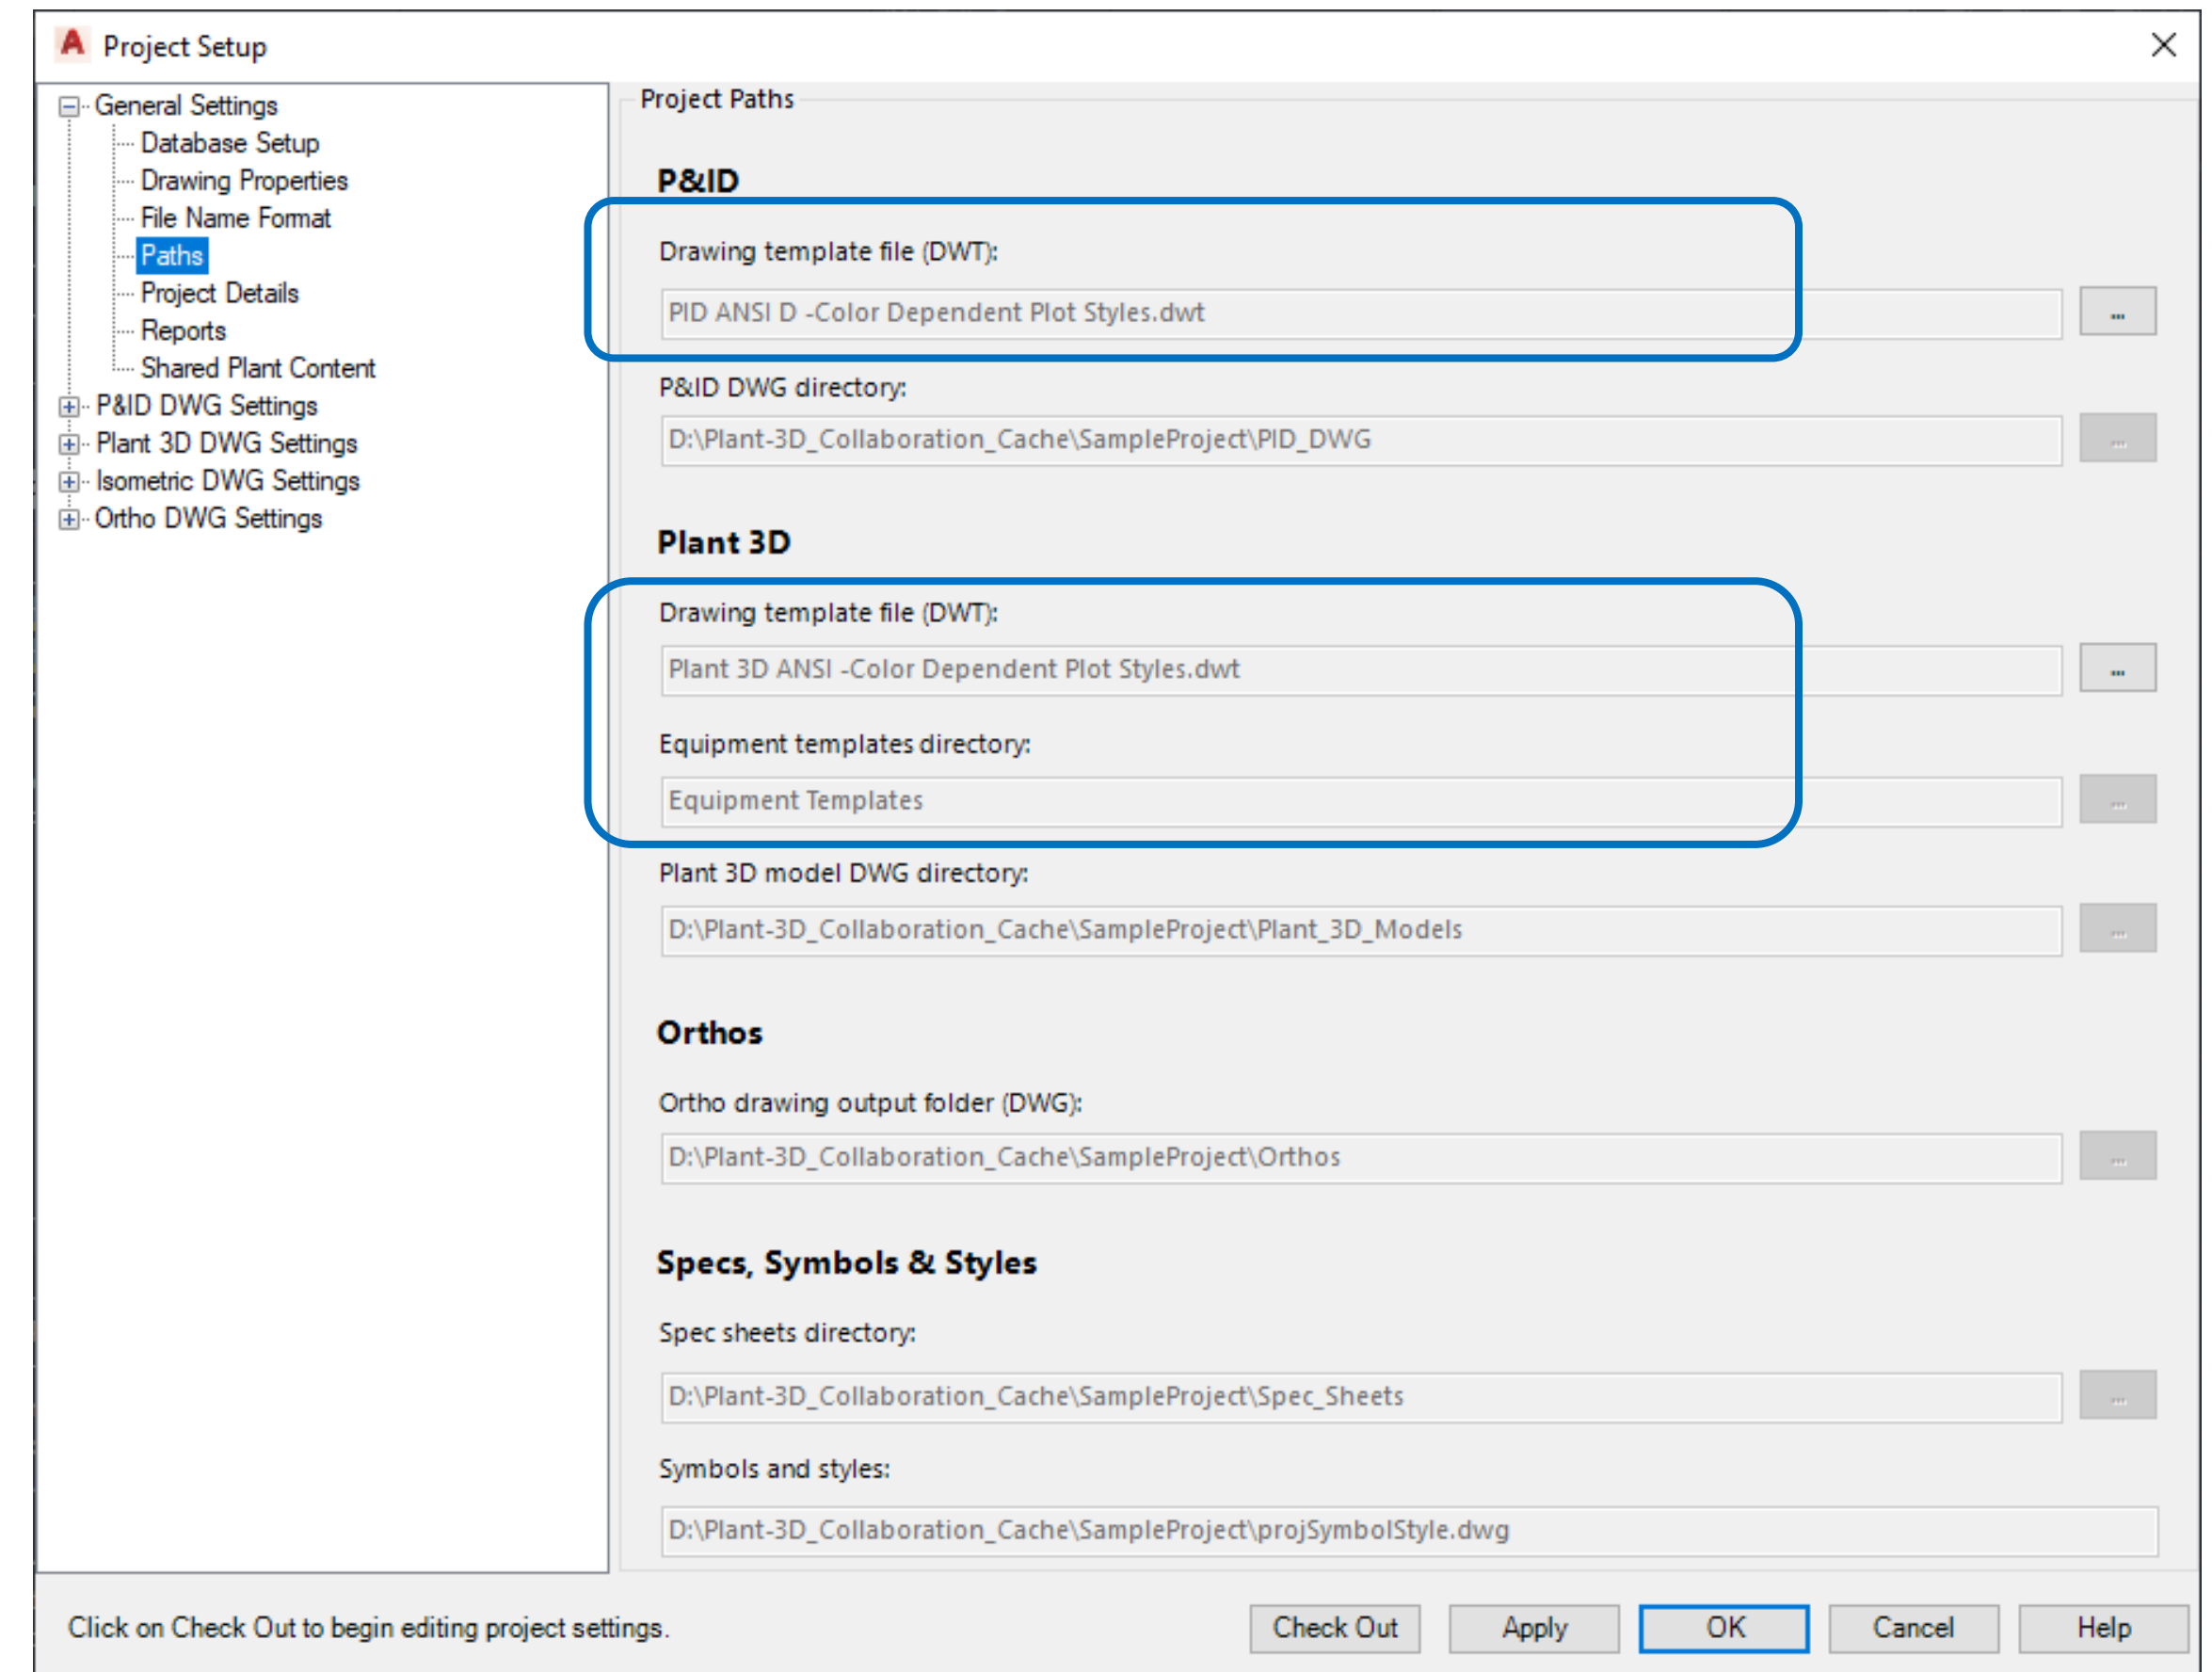 Project Setup
General Settings
Database Setup
Drawing Properties
File Name Format
Paths
Project Details
Reports
Shared Plant Content
P&ID DWG Settings
Plant 3D DWG Settings
Isometric DWG Settings
Ortho DWG Settings
Project Paths
P&ID
Drawing template file (DWT):
PID ANSI D -Color Dependent Plot Styles.dwt
...
P&ID DWG directory:
D:\Plant-3D_Collaboration_Cache\SampleProject\PID_DWG
...
Plant 3D
Drawing template file (DWT):
Plant 3D ANSI -Color Dependent Plot Styles.dwt
...
Equipment templates directory:
Equipment Templates
...
Plant 3D model DWG directory:
D:\Plant-3D_Collaboration_Cache\SampleProject\Plant_3D_Models
...
Orthos
Ortho drawing output folder (DWG):
D:\Plant-3D_Collaboration_Cache\SampleProject\Orthos
...
Specs, Symbols & Styles
Spec sheets directory:
D:\Plant-3D_Collaboration_Cache\SampleProject\Spec_Sheets
...
Symbols and styles:
D:\Plant-3D_Collaboration_Cache\SampleProject\projSymbolStyle.dwg
Click on Check Out to begin editing project settings.
Check Out Apply OK Cancel Help